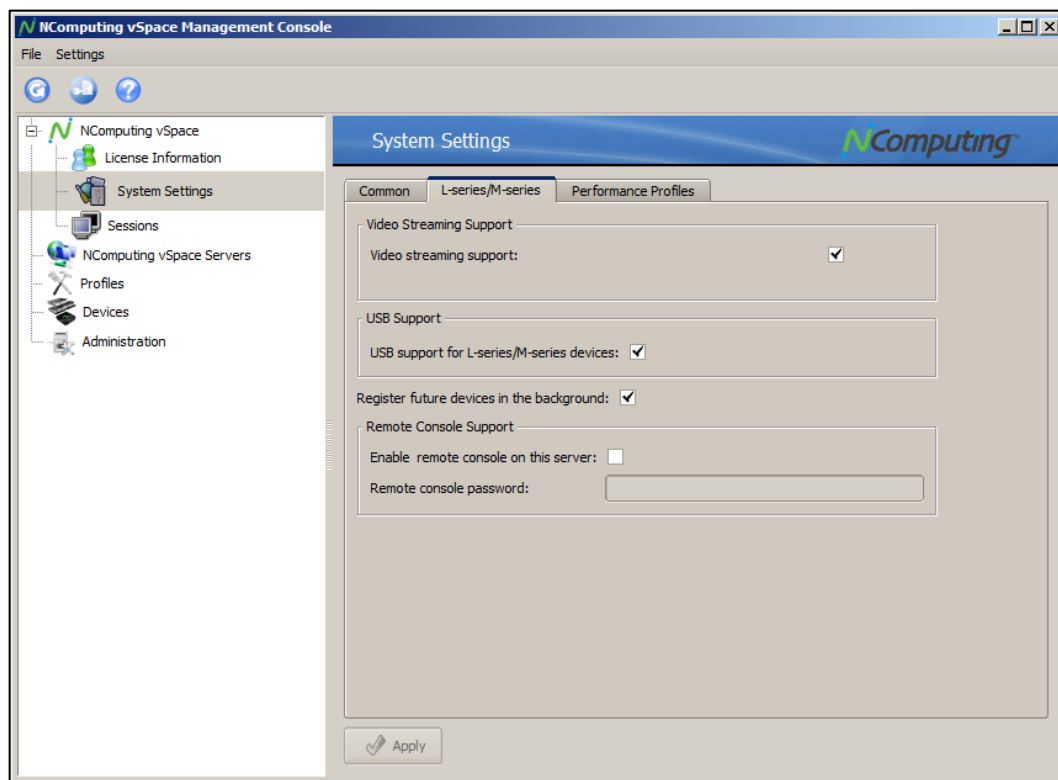 NComputing vSpace Management Console
File Settings
NComputing vSpace
License Information
System Settings
Sessions
NComputing vSpace Servers
Profiles
Devices
Administration
System Settings
NComputing™
Common L-series/M-series Performance Profiles
Video Streaming Support
Video streaming support:
USB Support
USB support for L-series/M-series devices:
Register future devices in the background:
Remote Console Support
Enable remote console on this server:
Remote console password:
Apply